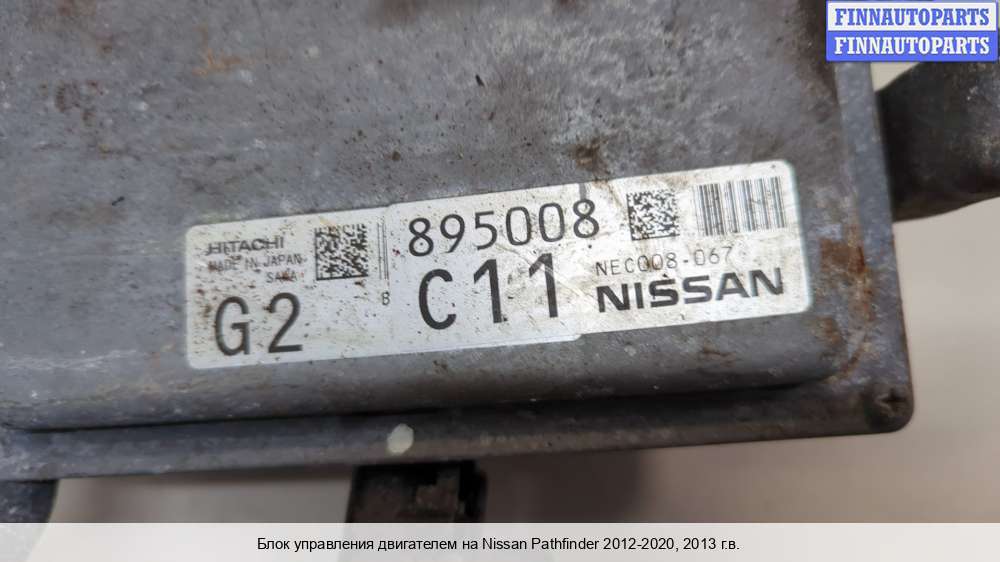 FINNAUTOPARTS
FINNAUTOPARTS
HITACHI
MADE IN JAPAN
SAWA
G2
B
895008
C11
NEC008-067
NISSAN
Блок управления двигателем на Nissan Pathfinder 2012-2020, 2013 г.в.